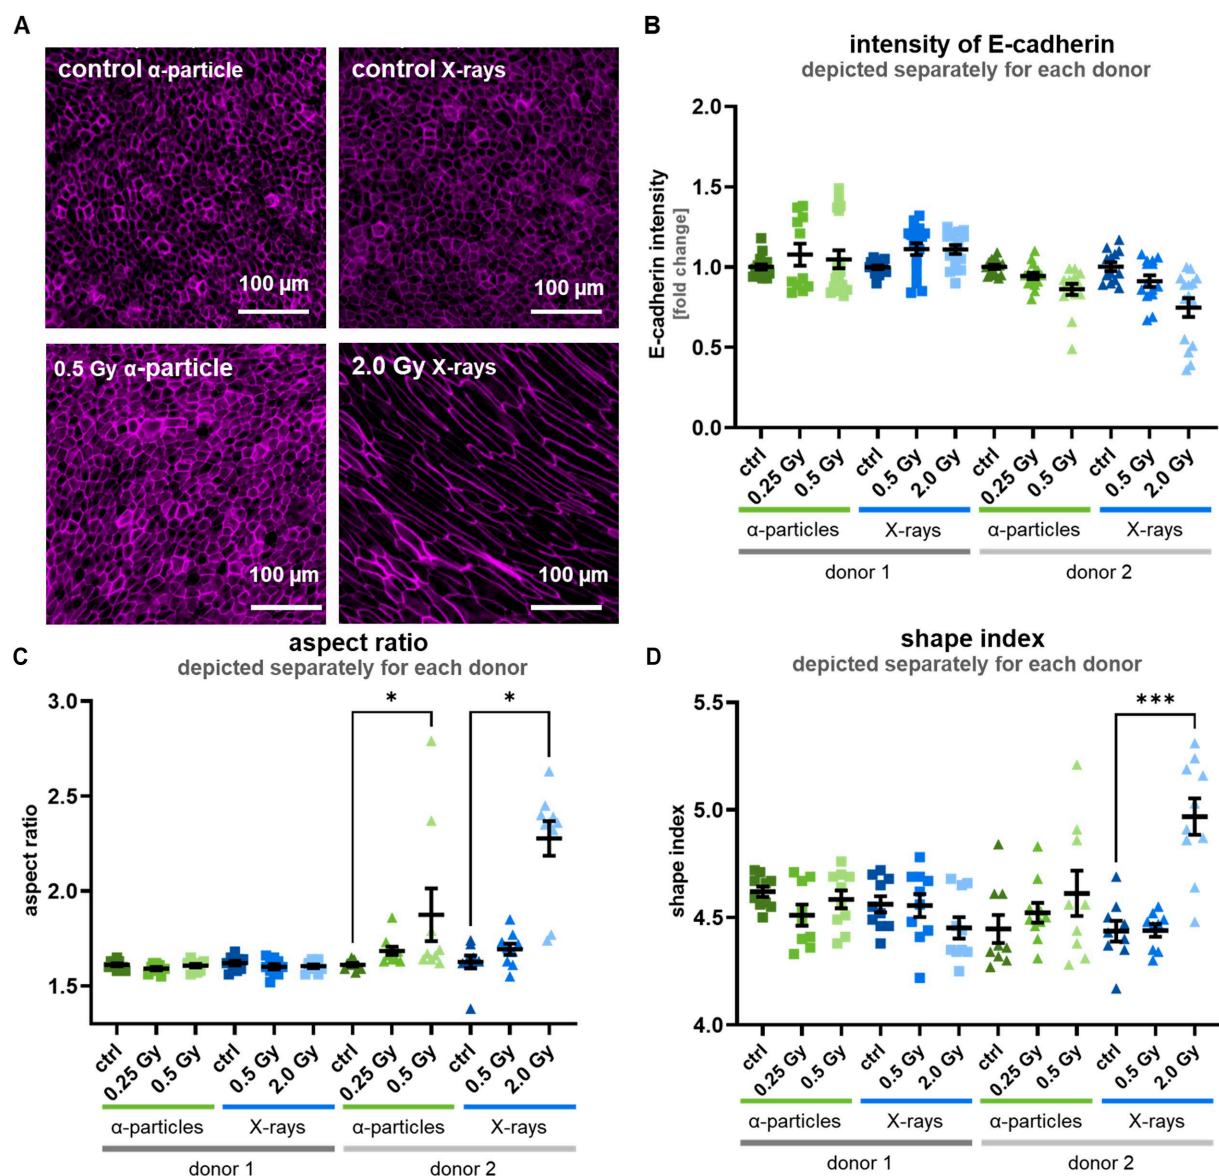 A
control α-particle
control X-rays
100 µm
100 µm
0.5 Gy α-particle
2.0 Gy X-rays
100 µm
100 µm
B
intensity of E-cadherin
depicted separately for each donor
E-cadherin intensity
[fold change]
2.0
1.5
1.0
0.5
0.0
ctrl
0.25 Gy
0.5 Gy
ctrl
0.5 Gy
2.0 Gy
ctrl
0.25 Gy
0.5 Gy
ctrl
0.5 Gy
2.0 Gy
α-particles
X-rays
α-particles
X-rays
donor 1
donor 2
C
aspect ratio
depicted separately for each donor
aspect ratio
3.0
2.5
2.0
1.5
*
*
ctrl
0.25 Gy
0.5 Gy
ctrl
0.5 Gy
2.0 Gy
ctrl
0.25 Gy
0.5 Gy
ctrl
0.5 Gy
2.0 Gy
α-particles
X-rays
α-particles
X-rays
donor 1
donor 2
D
shape index
depicted separately for each donor
shape index
5.5
5.0
4.5
4.0
***
ctrl
0.25 Gy
0.5 Gy
ctrl
0.5 Gy
2.0 Gy
ctrl
0.25 Gy
0.5 Gy
ctrl
0.5 Gy
2.0 Gy
α-particles
X-rays
α-particles
X-rays
donor 1
donor 2